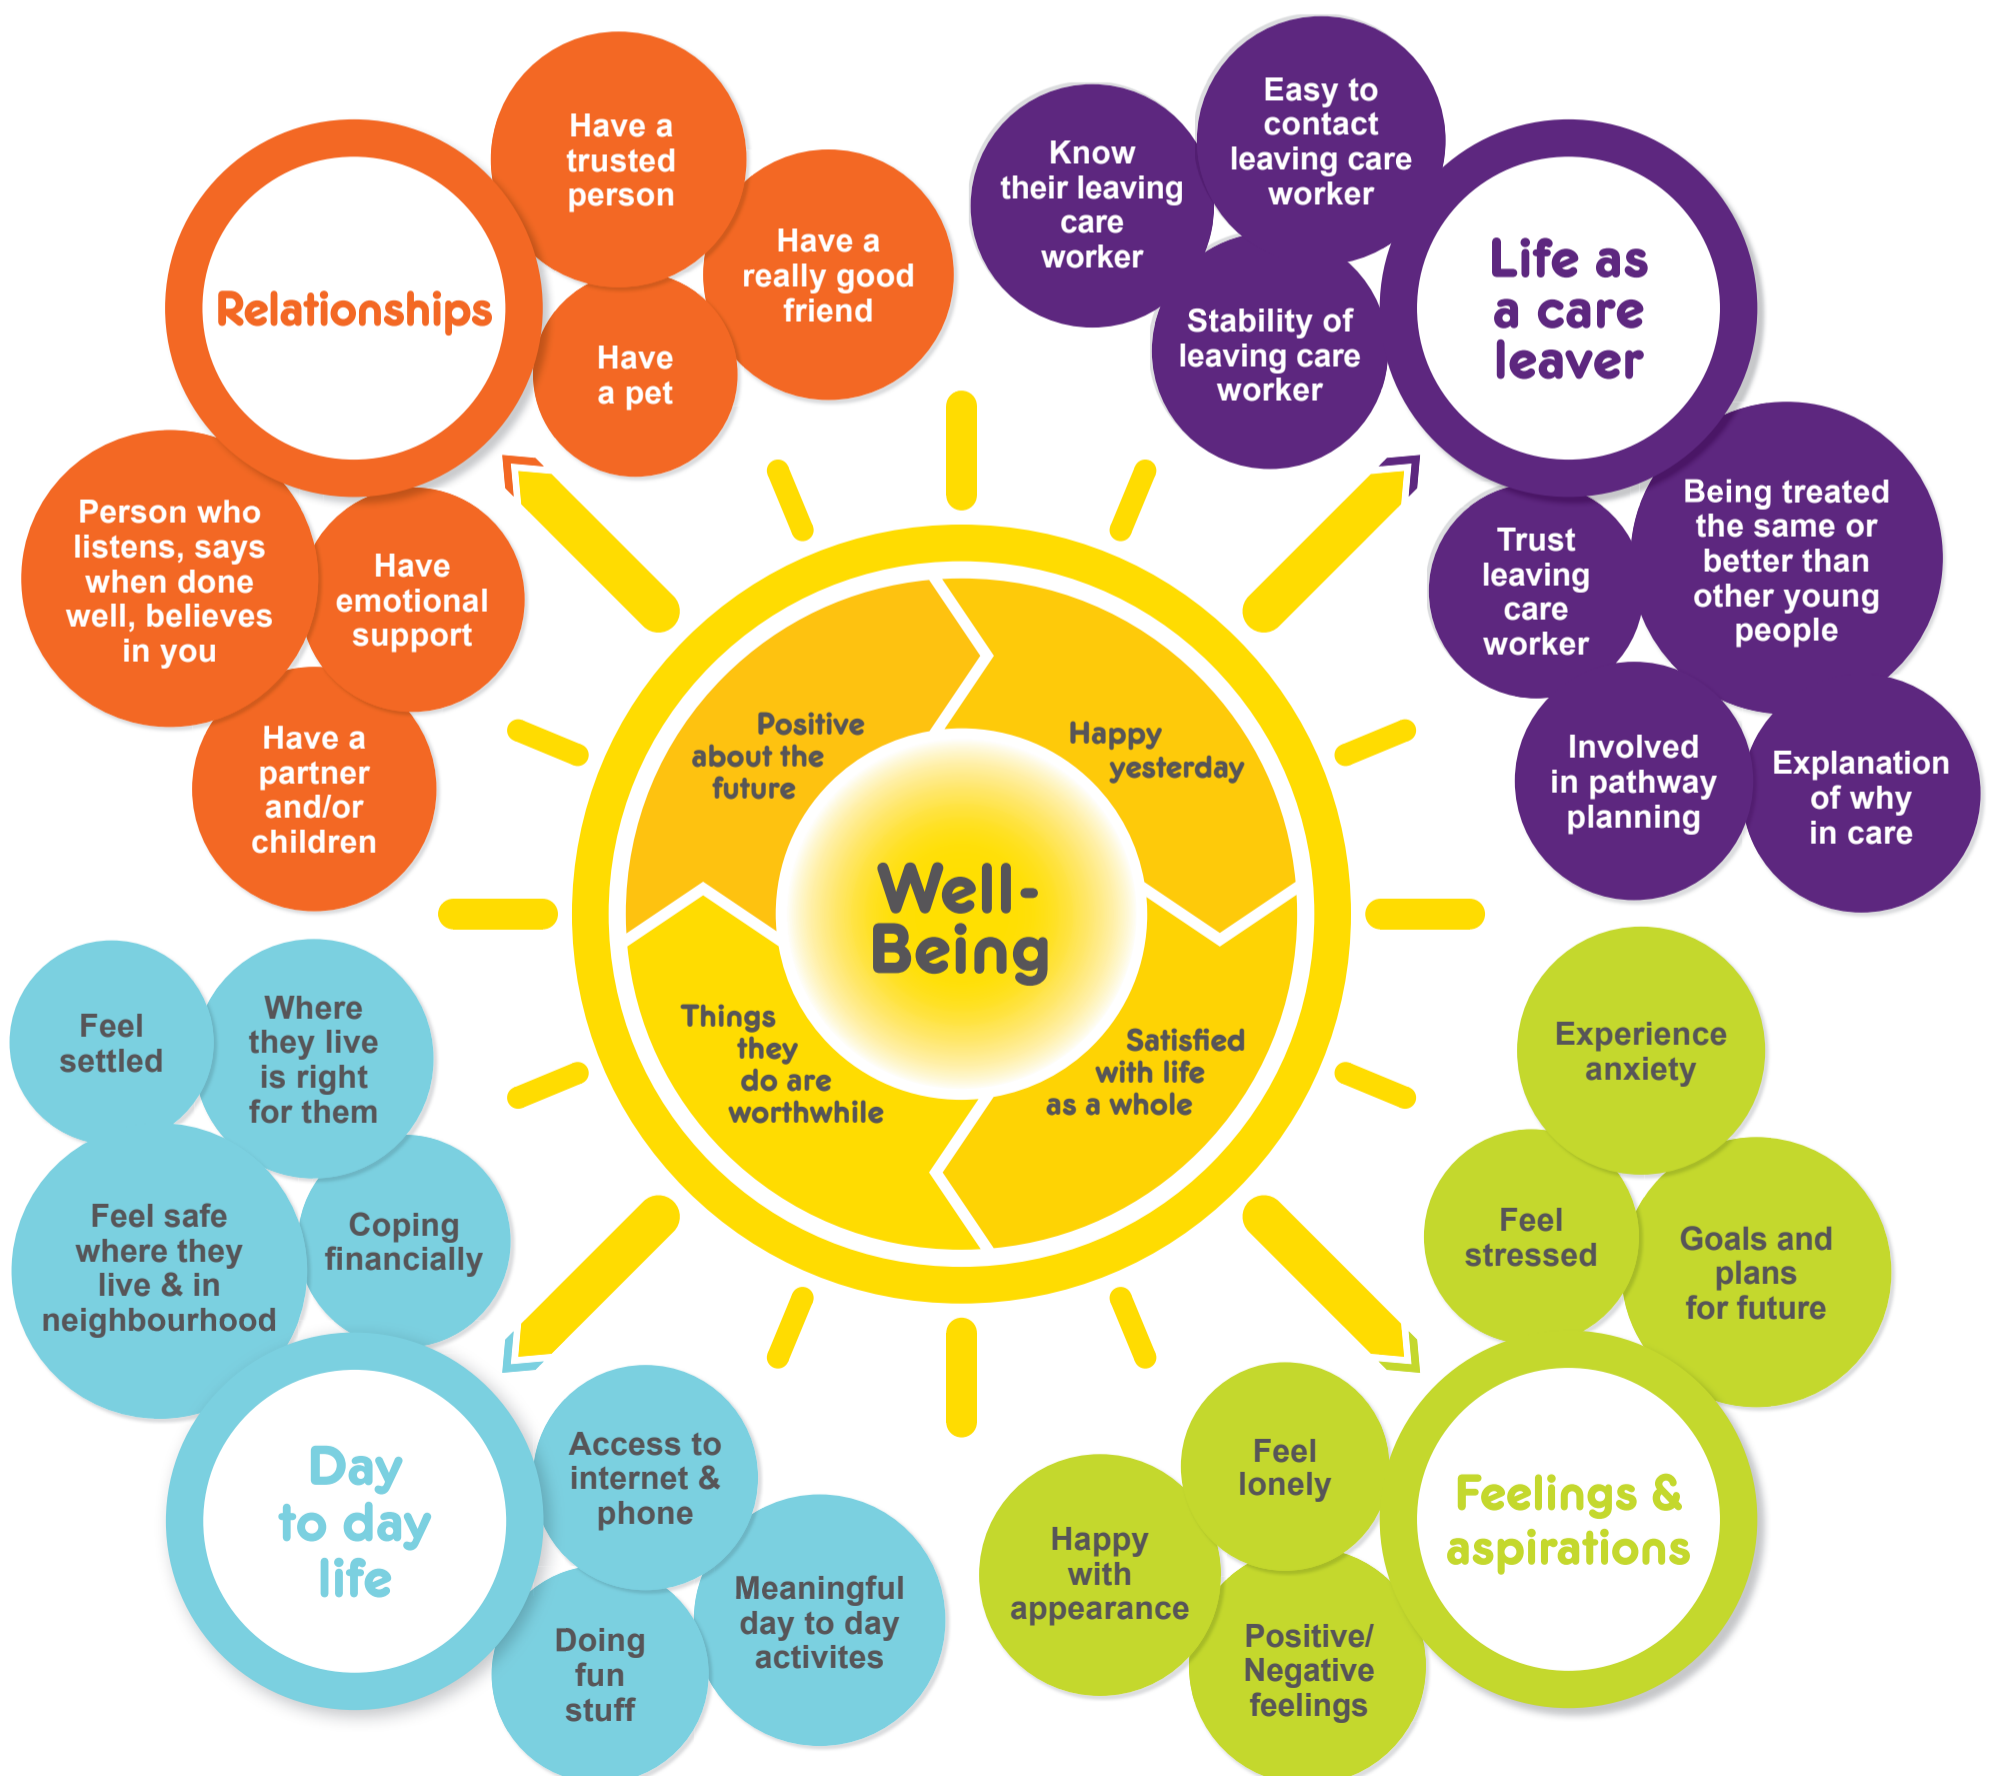 Relationships
Have a
trusted
person
Have a
really good
friend
Have
a pet
Person who
listens, says
when done
well, believes
in you
Have
emotional
support
Have a
partner
and/or
children
Life as
a care
leaver
Know
their leaving
care
worker
Easy to
contact
leaving care
worker
Stability of
leaving care
worker
Trust
leaving
care
worker
Being treated
the same or
better than
other young
people
Involved
in pathway
planning
Explanation
of why
in care
Well-
Being
Positive
about the
future
Happy
yesterday
Things
they
do are
worthwhile
Satisfied
with life
as a whole
Feel
settled
Where
they live
is right
for them
Feel safe
where they
live & in
neighbourhood
Coping
financially
Day
to day
life
Access to
internet &
phone
Doing
fun
stuff
Meaningful
day to day
activites
Experience
anxiety
Feel
stressed
Goals and
plans
for future
Feelings &
aspirations
Feel
lonely
Happy
with
appearance
Positive/
Negative
feelings